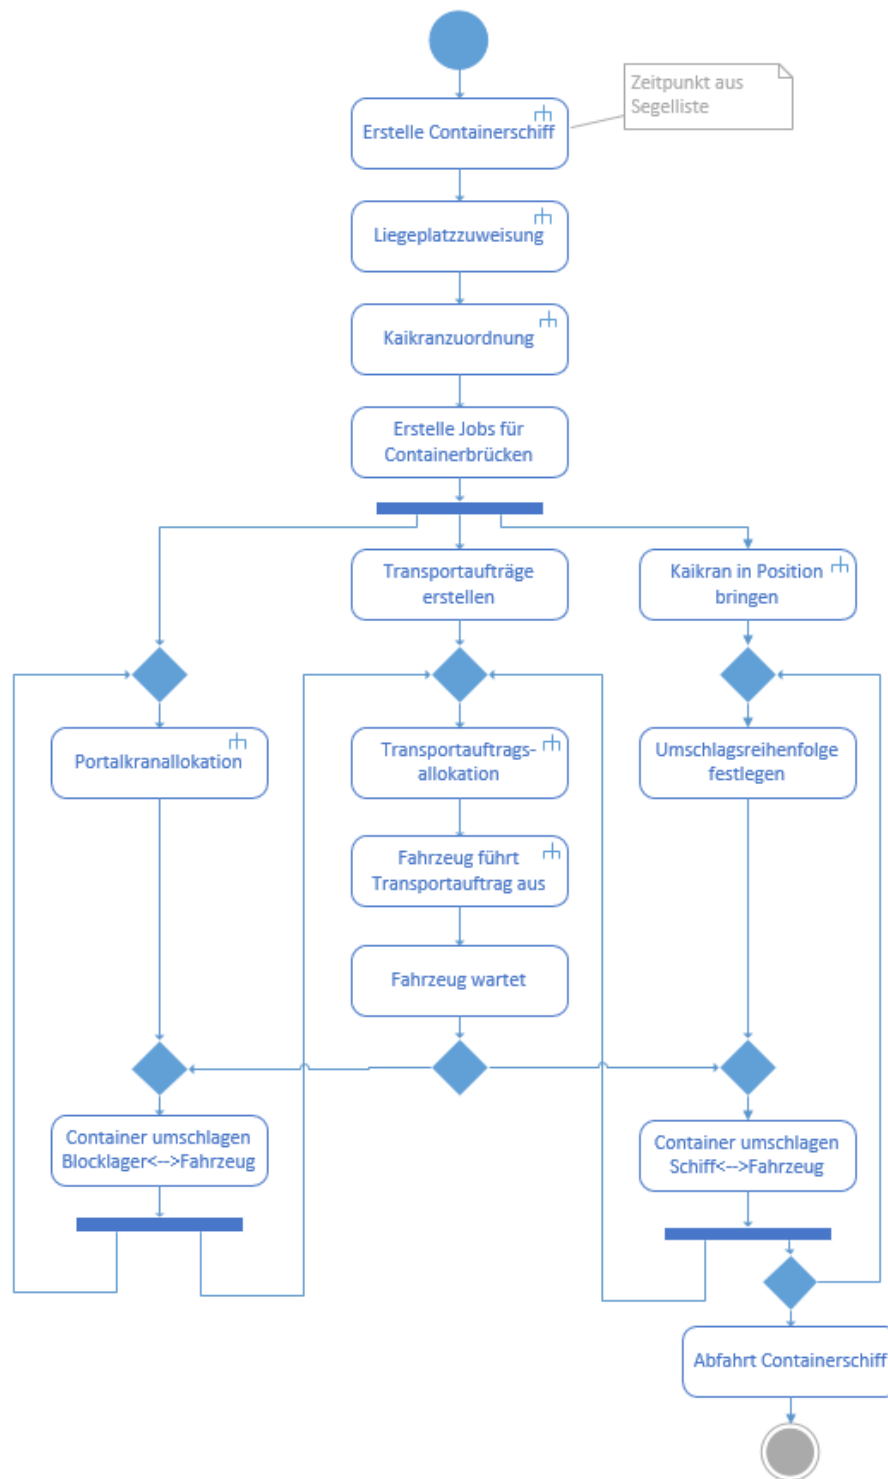 Zeitpunkt aus
Segelliste
Erstelle Containerschiff
Liegeplatzzuweisung
Kaikranzuordnung
Erstelle Jobs für
Containerbrücken
Transportaufträge
erstellen
Kaikran in Position
bringen
Portalkranallokation
Transportauftrags-
allokation
Umschlagsreihenfolge
festlegen
Fahrzeug führt
Transportauftrag aus
Fahrzeug wartet
Container umschlagen
Blocklager<-->Fahrzeug
Container umschlagen
Schiff<-->Fahrzeug
Abfahrt Containerschiff